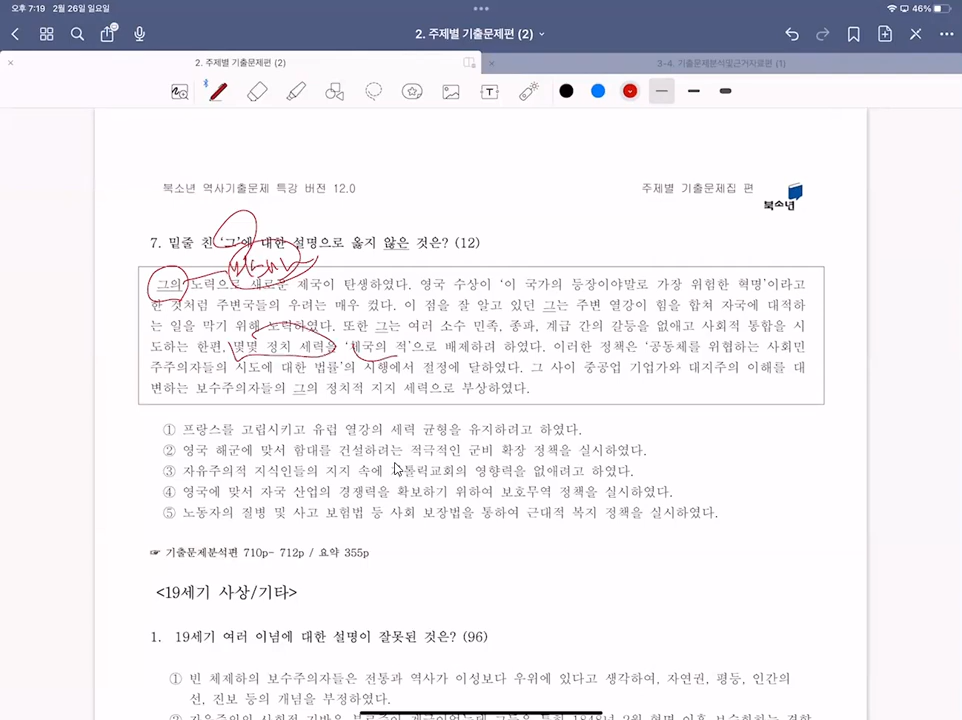 오후 7:19 2월 26일 일요일
46%
2. 주제별 기출문제편 (2)
2. 주제별 기출문제편 (2)
3-4. 기출문제분석및근거자료편 (1)
북소년 역사기출문제 특강 버전 12.0
주제별 기출문제집 편
북소년
7. 밑줄 친 '그'에 대한 설명으로 옳지 않은 것은? (12)
비스마르크
그의 노력으로 새로운 제국이 탄생하였다. 영국 수상이 '이 국가의 등장이야말로 가장 위험한 혁명'이라고
한 것처럼 주변국들의 우려는 매우 컸다. 이 점을 잘 알고 있던 그는 주변 열강이 힘을 합쳐 자국에 대적하
는 일을 막기 위해 노력하였다. 또한 그는 여러 소수 민족, 종파, 계급 간의 갈등을 없애고 사회적 통합을 시
도하는 한편, 몇몇 정치 세력을 '제국의 적'으로 배제하려 하였다. 이러한 정책은 '공동체를 위협하는 사회민
주주의자들의 시도에 대한 법률'의 시행에서 절정에 달하였다. 그 사이 중공업 기업가와 대지주의 이해를 대
변하는 보수주의자들의 그의 정치적 지지 세력으로 부상하였다.
① 프랑스를 고립시키고 유럽 열강의 세력 균형을 유지하려고 하였다.
② 영국 해군에 맞서 함대를 건설하려는 적극적인 군비 확장 정책을 실시하였다.
③ 자유주의적 지식인들의 지지 속에 가톨릭교회의 영향력을 없애려고 하였다.
④ 영국에 맞서 자국 산업의 경쟁력을 확보하기 위하여 보호무역 정책을 실시하였다.
⑤ 노동자의 질병 및 사고 보험법 등 사회 보장법을 통하여 근대적 복지 정책을 실시하였다.
☞ 기출문제분석편 710p- 712p / 요약 355p
<19세기 사상/기타>
1. 19세기 여러 이념에 대한 설명이 잘못된 것은? (96)
① 빈 체제하의 보수주의자들은 전통과 역사가 이성보다 우위에 있다고 생각하여, 자연권, 평등, 인간의
선, 진보 등의 개념을 부정하였다.